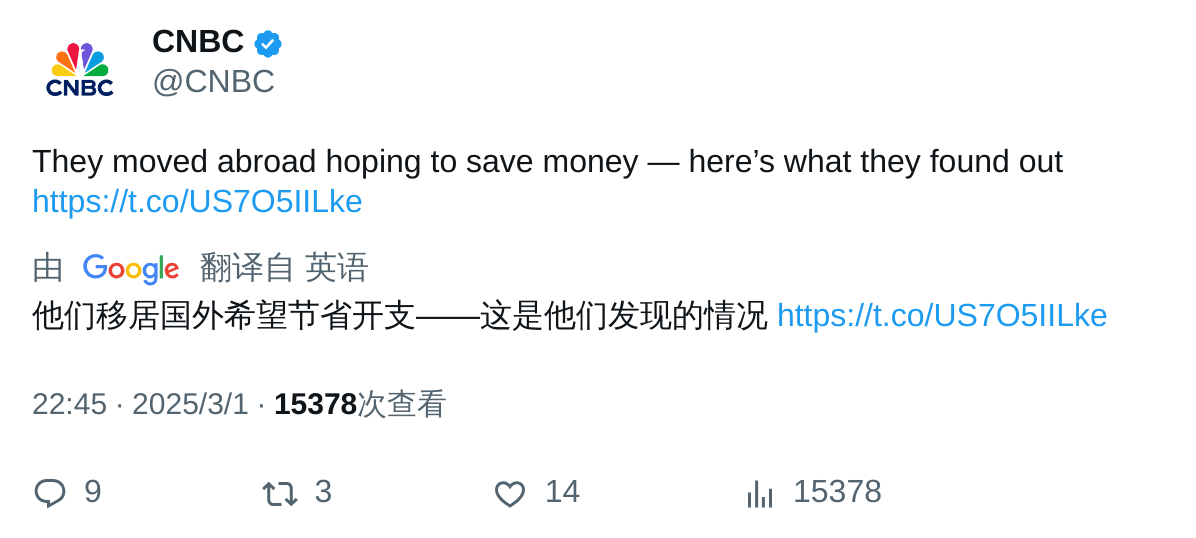 CNBC
CNBC
@CNBC
They moved abroad hoping to save money — here’s what they found out
https://t.co/US7O5IILke
由 Google 翻译自 英语
他们移居国外希望节省开支——这是他们发现的情况 https://t.co/US7O5IILke
22:45 · 2025/3/1 · 15378次查看
9 3 14 15378